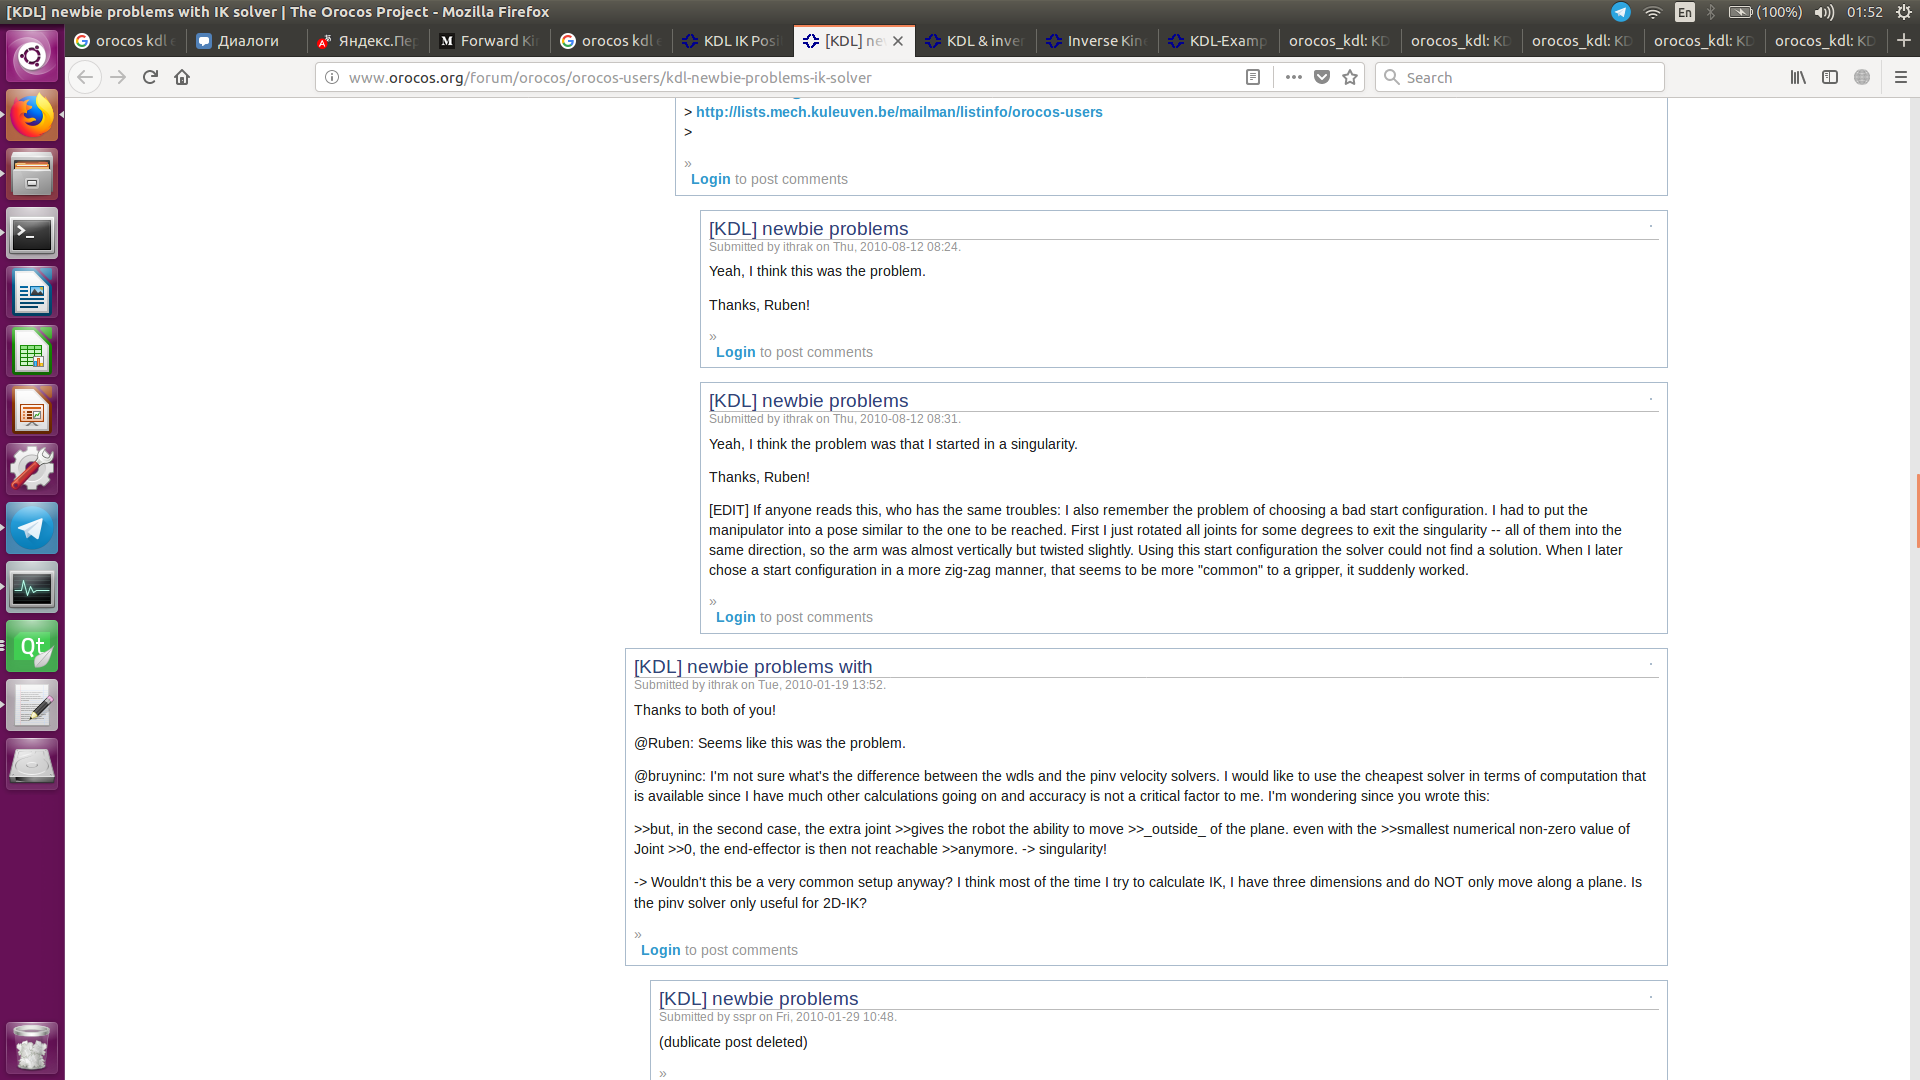 [KDL] newbie problems with IK solver | The Orocos Project - Mozilla Firefox
En
(100%)
01:52
orocos kdl
Диалоги
Яндекс.Пе
Forward Ki
orocos kdl
KDL IK Posi
[KDL] ne
KDL & inve
Inverse Kin
KDL-Examp
orocos_kdl: KD
orocos_kdl: KD
orocos_kdl: KD
orocos_kdl: KD
orocos_kdl: KD
www.orocos.org/forum/orocos/orocos-users/kdl-newbie-problems-ik-solver
Search
> http://lists.mech.kuleuven.be/mailman/listinfo/orocos-users
>
»
Login to post comments
[KDL] newbie problems
Submitted by ithrak on Thu, 2010-08-12 08:24.
Yeah, I think this was the problem.
Thanks, Ruben!
»
Login to post comments
[KDL] newbie problems
Submitted by ithrak on Thu, 2010-08-12 08:31.
Yeah, I think the problem was that I started in a singularity.
Thanks, Ruben!
[EDIT] If anyone reads this, who has the same troubles: I also remember the problem of choosing a bad start configuration. I had to put the
manipulator into a pose similar to the one to be reached. First I just rotated all joints for some degrees to exit the singularity -- all of them into the
same direction, so the arm was almost vertically but twisted slightly. Using this start configuration the solver could not find a solution. When I later
chose a start configuration in a more zig-zag manner, that seems to be more "common" to a gripper, it suddenly worked.
»
Login to post comments
[KDL] newbie problems with
Submitted by ithrak on Tue, 2010-01-19 13:52.
Thanks to both of you!
@Ruben: Seems like this was the problem.
@bruyninc: I'm not sure what's the difference between the wdls and the pinv velocity solvers. I would like to use the cheapest solver in terms of computation that
is available since I have much other calculations going on and accuracy is not a critical factor to me. I'm wondering since you wrote this:
>>but, in the second case, the extra joint >>gives the robot the ability to move >>_outside_ of the plane. even with the >>smallest numerical non-zero value of
Joint >>0, the end-effector is then not reachable >>anymore. -> singularity!
-> Wouldn't this be a very common setup anyway? I think most of the time I try to calculate IK, I have three dimensions and do NOT only move along a plane. Is
the pinv solver only useful for 2D-IK?
»
Login to post comments
[KDL] newbie problems
Submitted by sspr on Fri, 2010-01-29 10:48.
(dublicate post deleted)
»